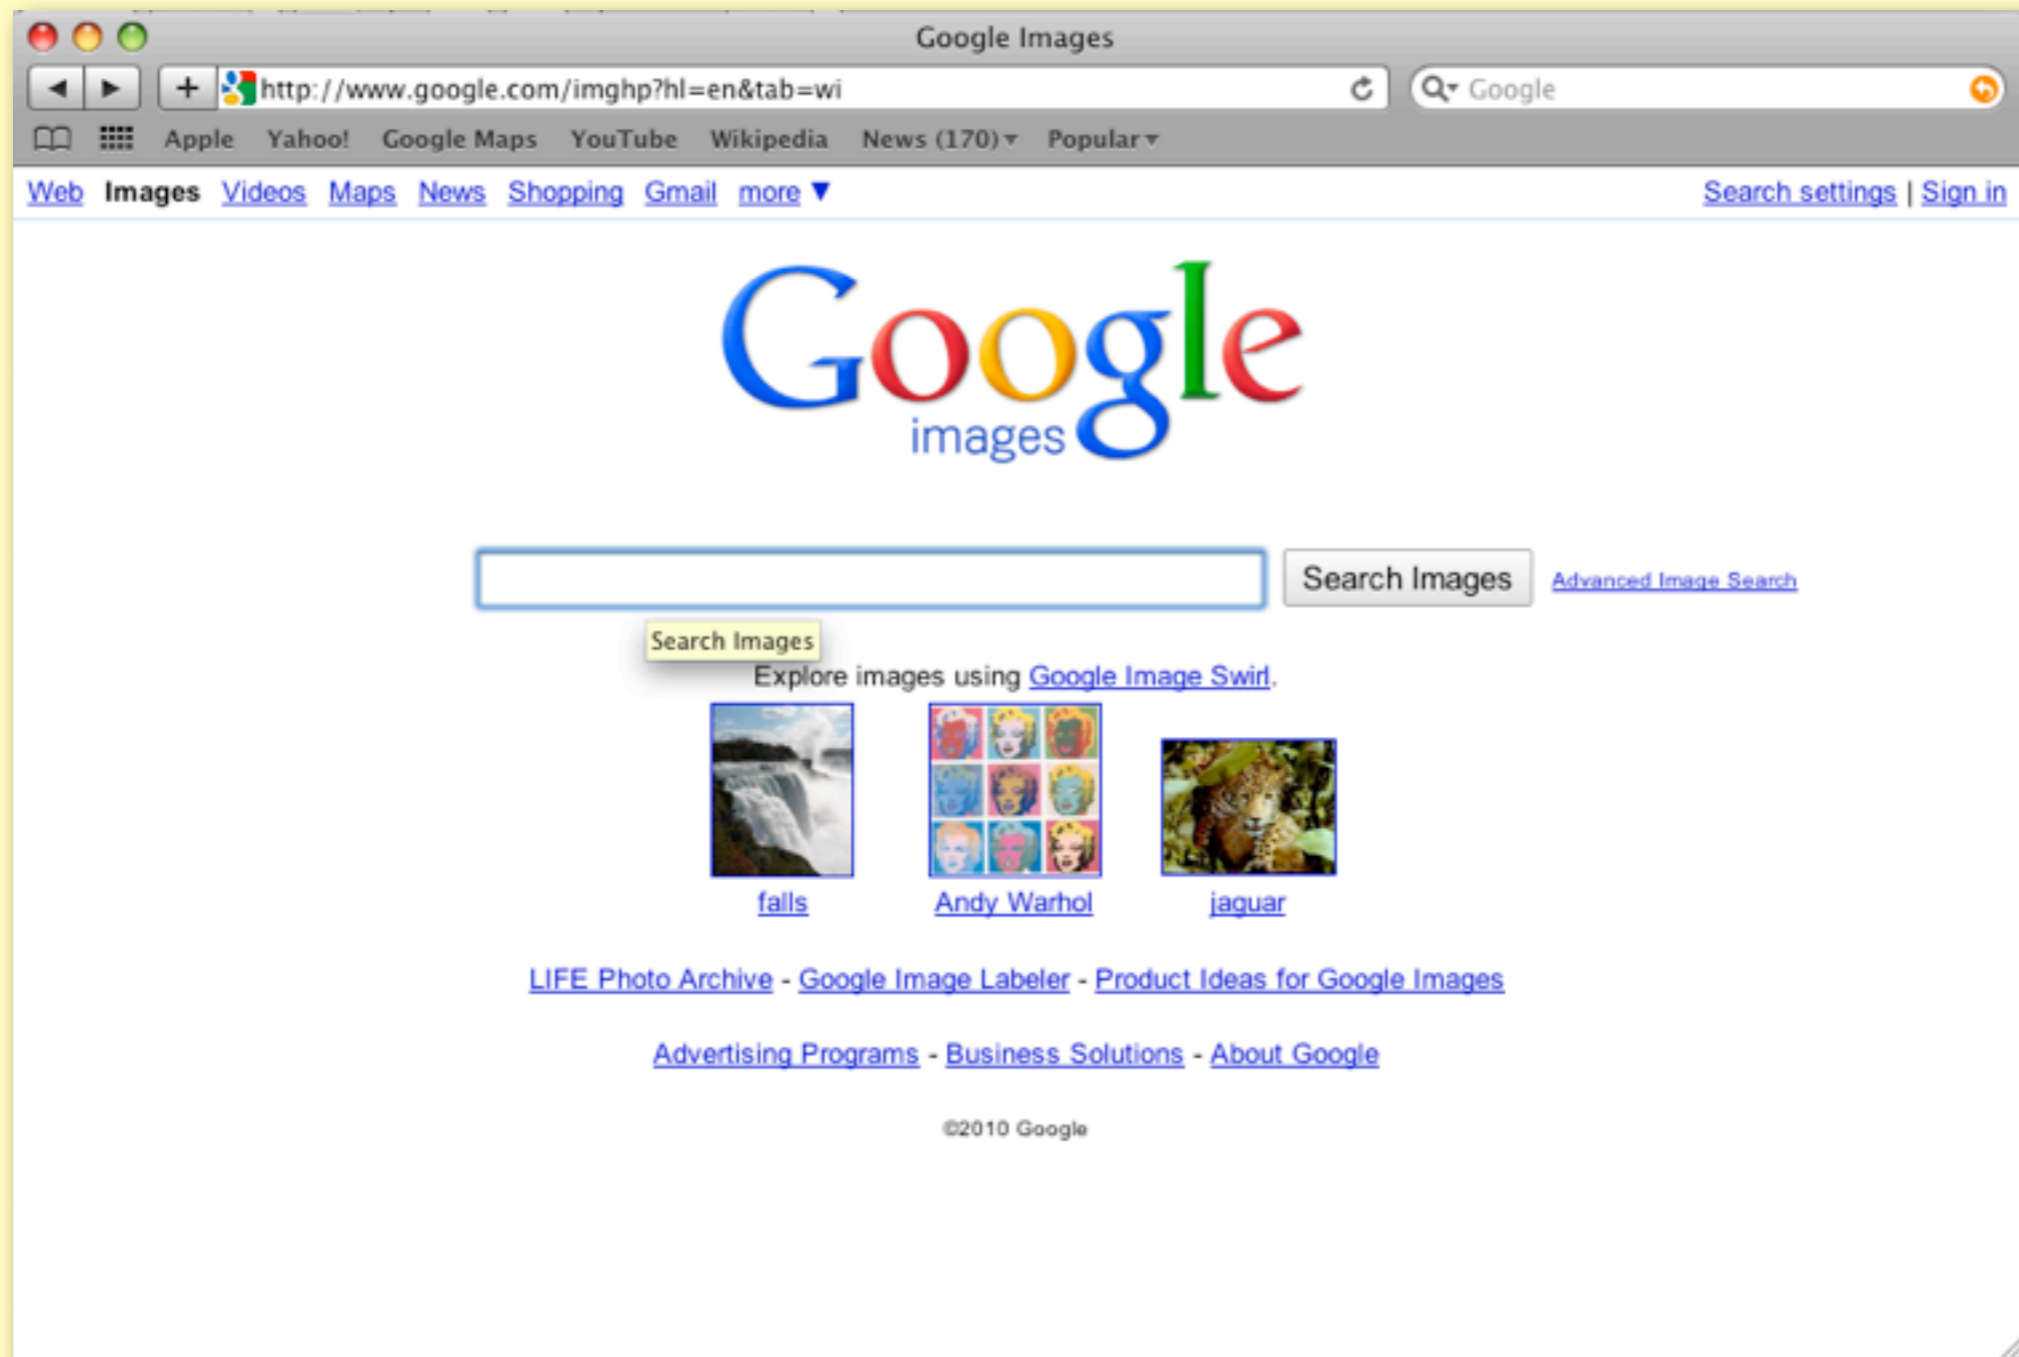 Google Images
http://www.google.com/imghp?hl=en&tab=wi Google
Apple Yahoo! Google Maps YouTube Wikipedia News (170) Popular
Web Images Videos Maps News Shopping Gmail more ▼ Search settings | Sign in
Google
images
Search Images Advanced Image Search
Search Images
Explore images using Google Image Swirl.
falls Andy Warhol jaguar
LIFE Photo Archive - Google Image Labeler - Product Ideas for Google Images
Advertising Programs - Business Solutions - About Google
©2010 Google